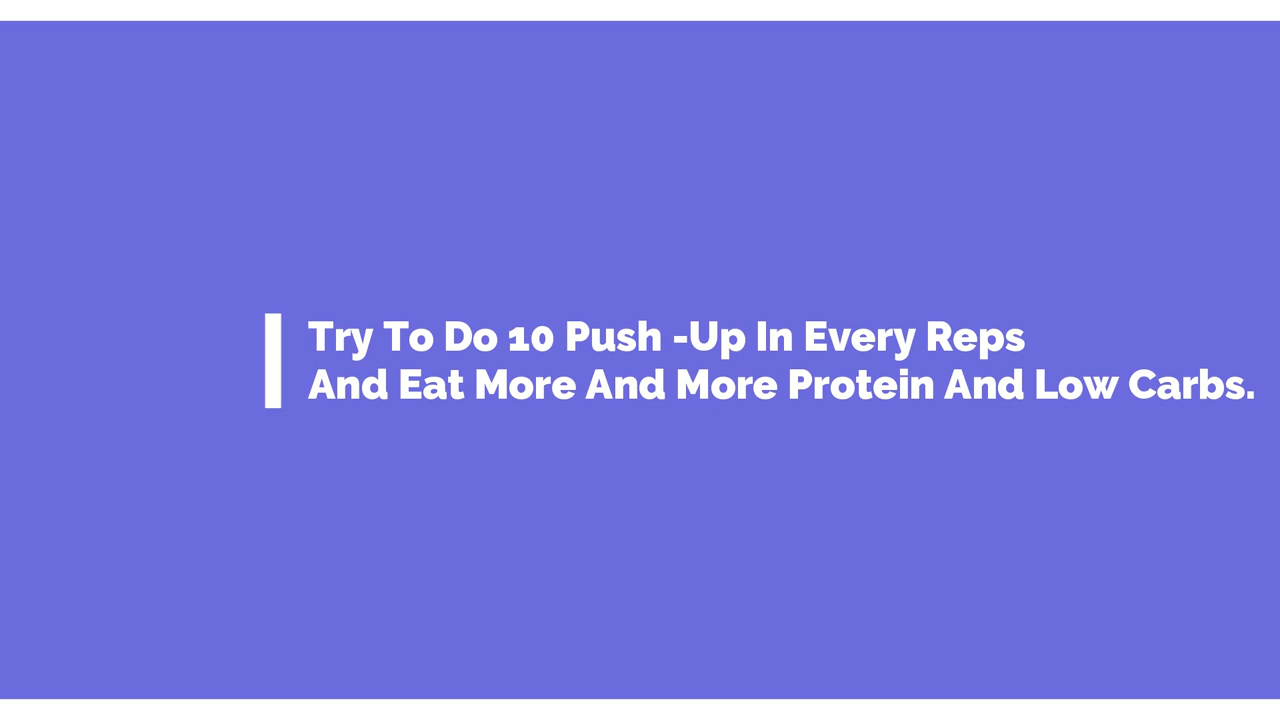 Try To Do 10 Push -Up In Every Reps
And Eat More And More Protein And Low Carbs.